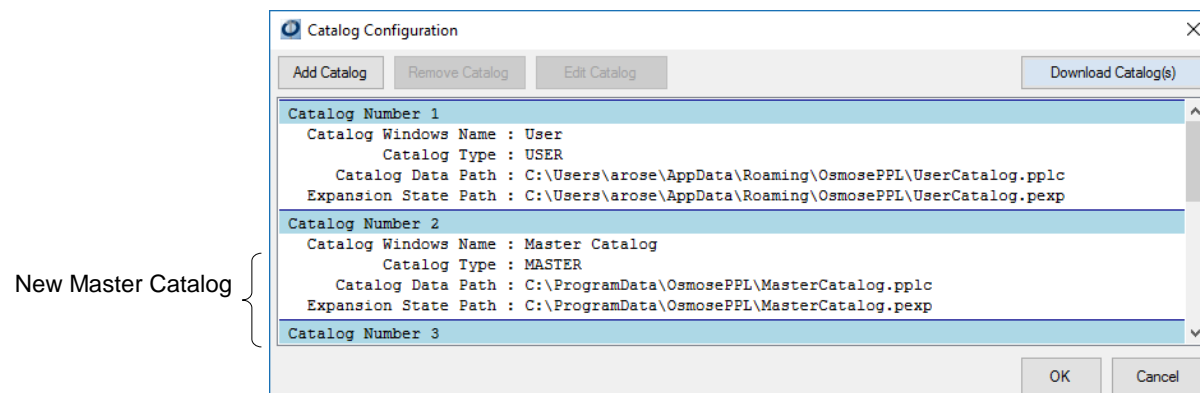 Catalog Configuration
Add Catalog Remove Catalog Edit Catalog Download Catalog(s)
Catalog Number 1
Catalog Windows Name : User
Catalog Type : USER
Catalog Data Path : C:\Users\arose\AppData\Roaming\OsmosePPL\UserCatalog.pplc
Expansion State Path : C:\Users\arose\AppData\Roaming\OsmosePPL\UserCatalog.pexp
Catalog Number 2
Catalog Windows Name : Master Catalog
Catalog Type : MASTER
New Master Catalog
Catalog Data Path : C:\ProgramData\OsmosePPL\MasterCatalog.pplc
Expansion State Path : C:\ProgramData\OsmosePPL\MasterCatalog.pexp
Catalog Number 3
OK Cancel